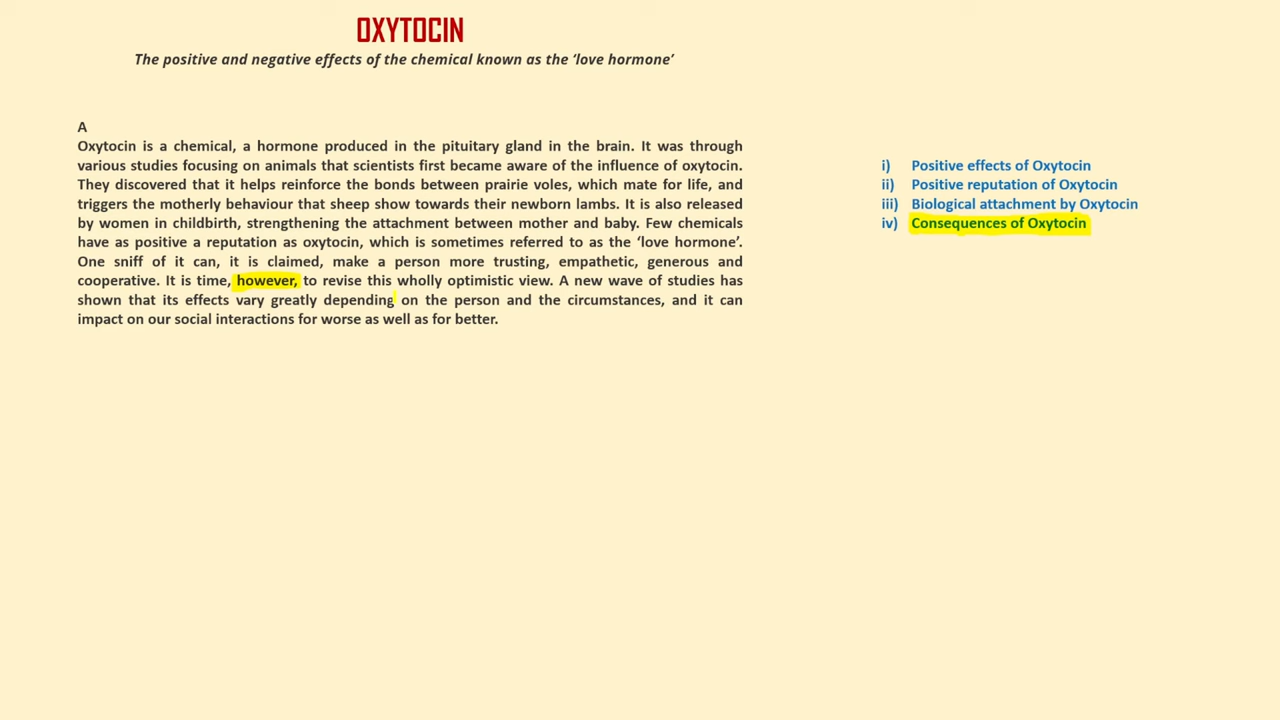 OXYTOCIN
The positive and negative effects of the chemical known as the ‘love hormone’
A
Oxytocin is a chemical, a hormone produced in the pituitary gland in the brain. It was through
various studies focusing on animals that scientists first became aware of the influence of oxytocin.
They discovered that it helps reinforce the bonds between prairie voles, which mate for life, and
triggers the motherly behaviour that sheep show towards their newborn lambs. It is also released
by women in childbirth, strengthening the attachment between mother and baby. Few chemicals
have as positive a reputation as oxytocin, which is sometimes referred to as the ‘love hormone’.
One sniff of it can, it is claimed, make a person more trusting, empathetic, generous and
cooperative. It is time, however, to revise this wholly optimistic view. A new wave of studies has
shown that its effects vary greatly depending on the person and the circumstances, and it can
impact on our social interactions for worse as well as for better.
i) Positive effects of Oxytocin
ii) Positive reputation of Oxytocin
iii) Biological attachment by Oxytocin
iv) Consequences of Oxytocin